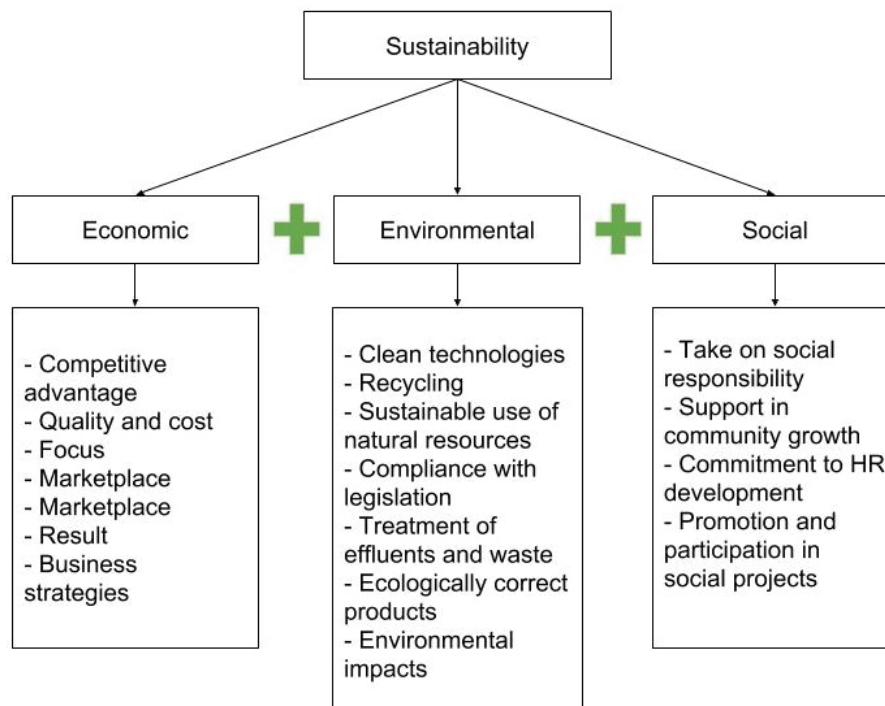 Sustainability
Economic
Environmental
Social
- Competitive
advantage
- Quality and cost
- Focus
- Marketplace
- Marketplace
- Result
- Business
strategies
- Clean technologies
- Recycling
- Sustainable use of
natural resources
- Compliance with
legislation
- Treatment of
effluents and waste
- Ecologically correct
products
- Environmental
impacts
- Take on social
responsibility
- Support in
community growth
- Commitment to HR
development
- Promotion and
participation in
social projects